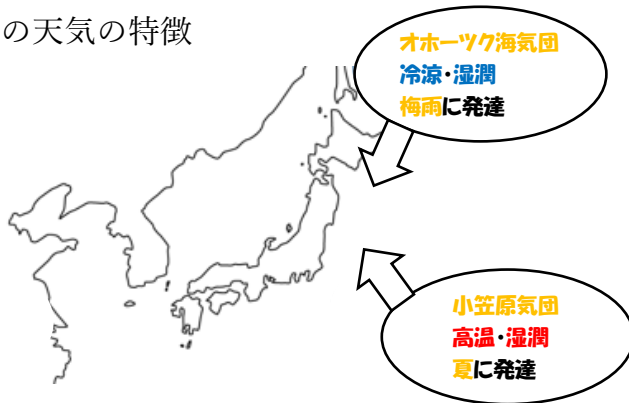 の天気の特徴
オホーツク海気団
冷涼・湿潤
梅雨に発達
小笠原気団
高温・湿潤
夏に発達